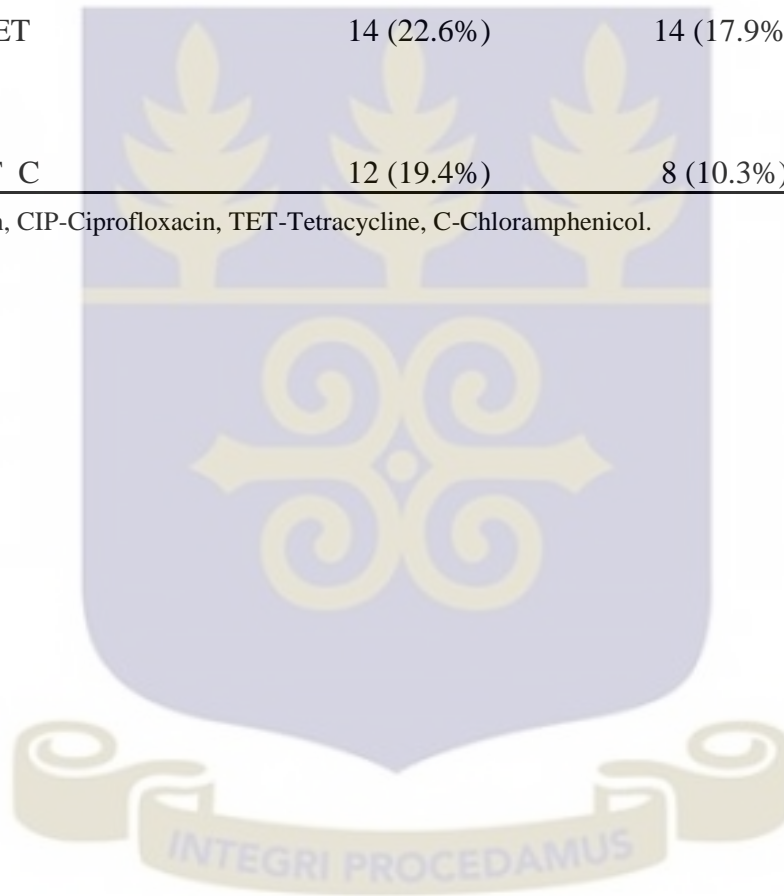 ET 14 (22.6%) 14 (17.9%
C 12 (19.4%) 8 (10.3%)
, CIP-Ciprofloxacin, TET-Tetracycline, C-Chloramphenicol.
INTEGRI PROCEDAMUS